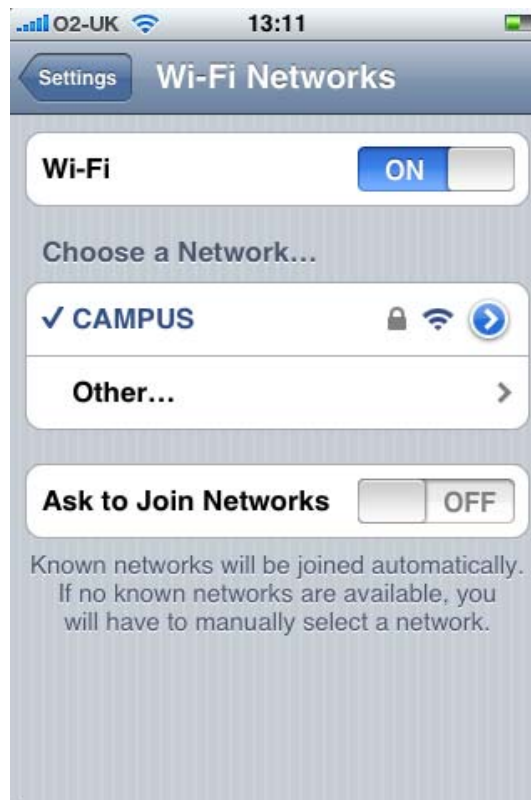 O2-UK 13:11
Settings Wi-Fi Networks
Wi-Fi ON
Choose a Network...
✓ CAMPUS
Other...
Ask to Join Networks OFF
Known networks will be joined automatically.
If no known networks are available, you
will have to manually select a network.